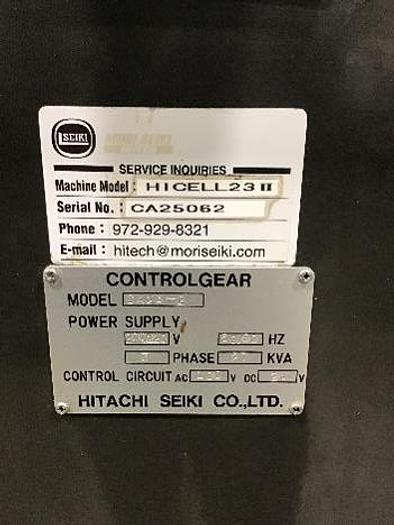 SEIKI
SERVICE INQUIRIES
Machine Model: HICELL23 II
Serial No. : CA25062
Phone : 972-929-8321
E-mail : hitech@moriseiki.com
CONTROLGEAR
MODEL
POWER SUPPLY
V HZ
PHASE KVA
CONTROL CIRCUIT AC V DC V
HITACHI SEIKI CO.,LTD.